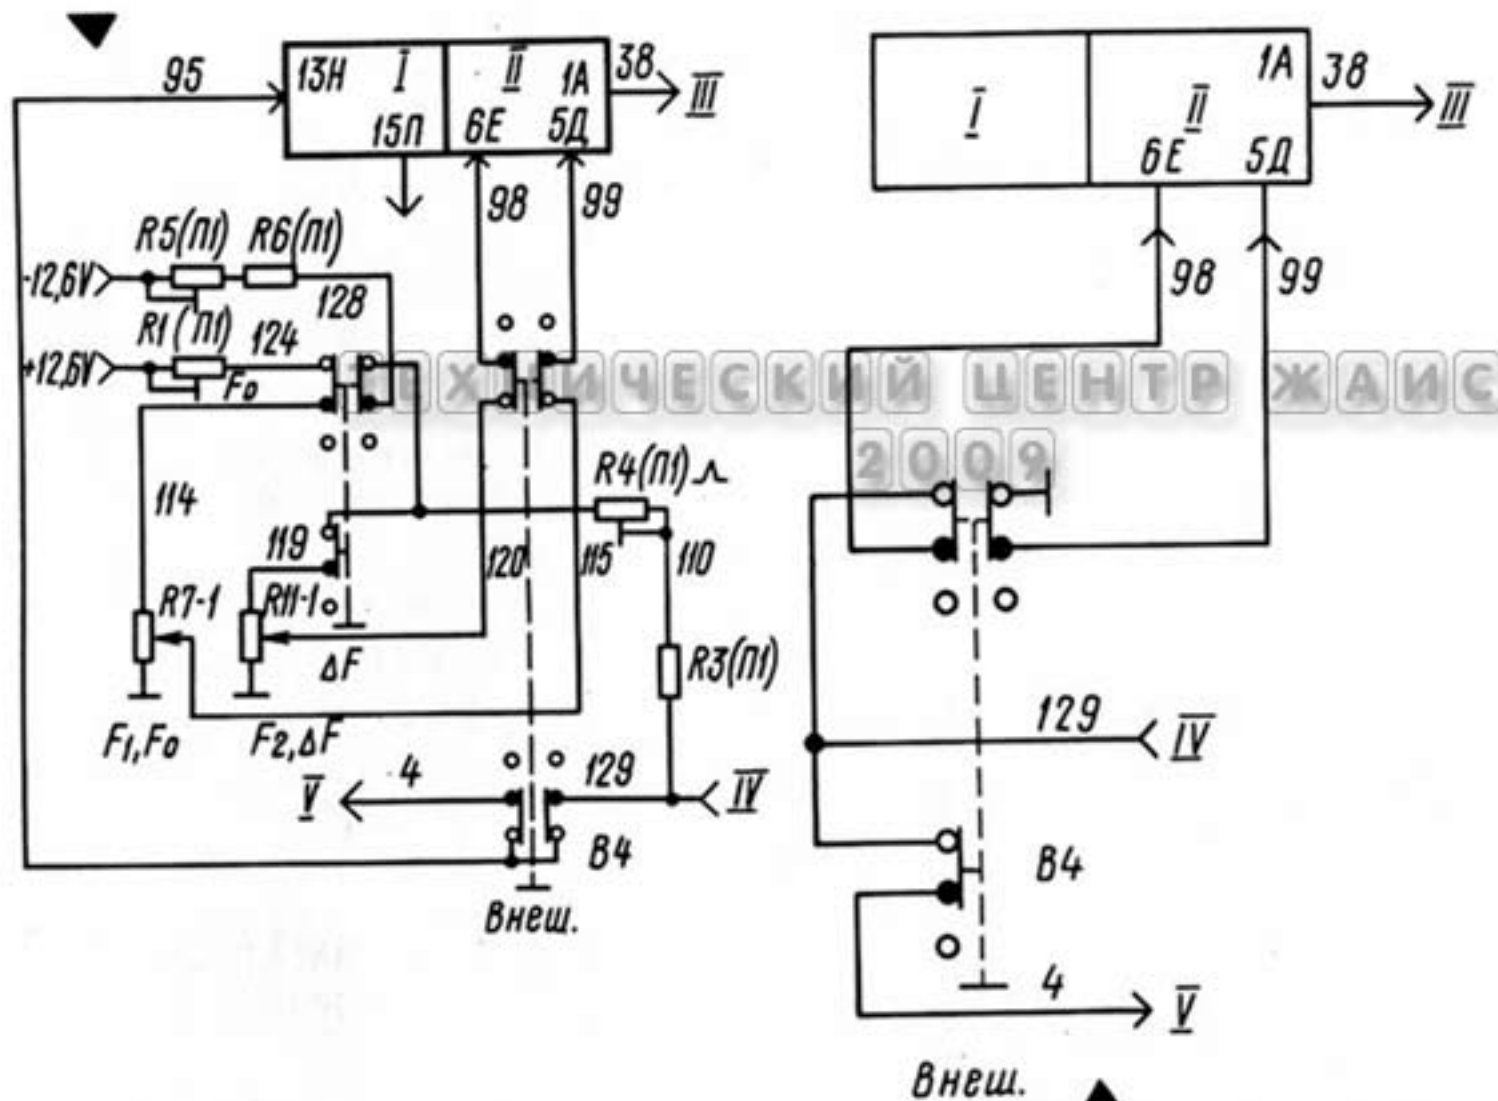 95
13Н I
II 1А
15П 6Е 5Д
38
III
98
99
R5(П1) R6(П1)
-12,6V
128
R1(П1) 124
+12,6V
F₀
114
R4(П1)
119
120
115
110
R7-1
R11-1
ΔF
R3(П1)
F₁,F₀
F₂,ΔF
V
4
129
IV
В4
Внеш.
I
II
1А
6Е 5Д
38
III
98
99
ТЕХНИЧЕСКИЙ ЦЕНТР ЖАИС
2009
129
IV
В4
4
V
Внеш.